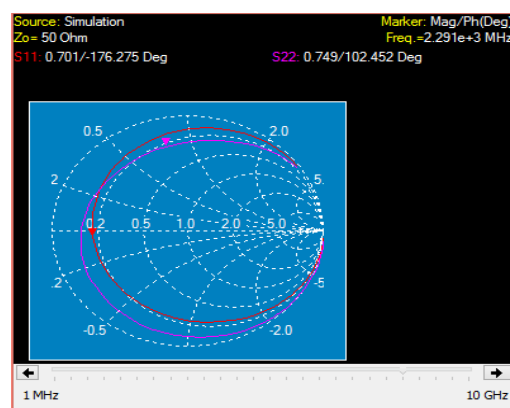 Source: Simulation Marker: Mag/Ph(Deg)
Zo= 50 Ohm Freq.=2.291e+3 MHz
S11: 0.701/-176.275 Deg S22: 0.749/102.452 Deg
0.5 2.0
.2 5.
0.2 0.5 1.0 2.0 5.0
.2 -5
-0.5 -2.0
1 MHz 10 GHz